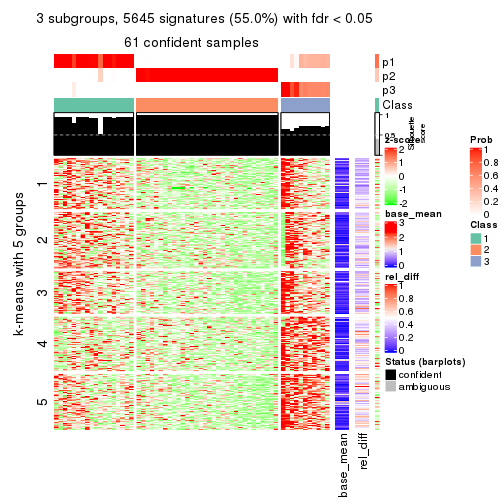 3 subgroups, 5645 signatures (55.0%) with fdr < 0.05
61 confident samples
p1
p2
p3
Class
1
0.5
Silhouette
score
k-means with 5 groups
1
2
3
4
5
base_mean
rel_diff
z-score
2
1
0
-1
-2
base_mean
3
2
1
0
rel_diff
1
0.8
0.6
0.4
0.2
0
Status (barplots)
confident
ambiguous
Prob
1
0.8
0.6
0.4
0.2
0
Class
1
2
3